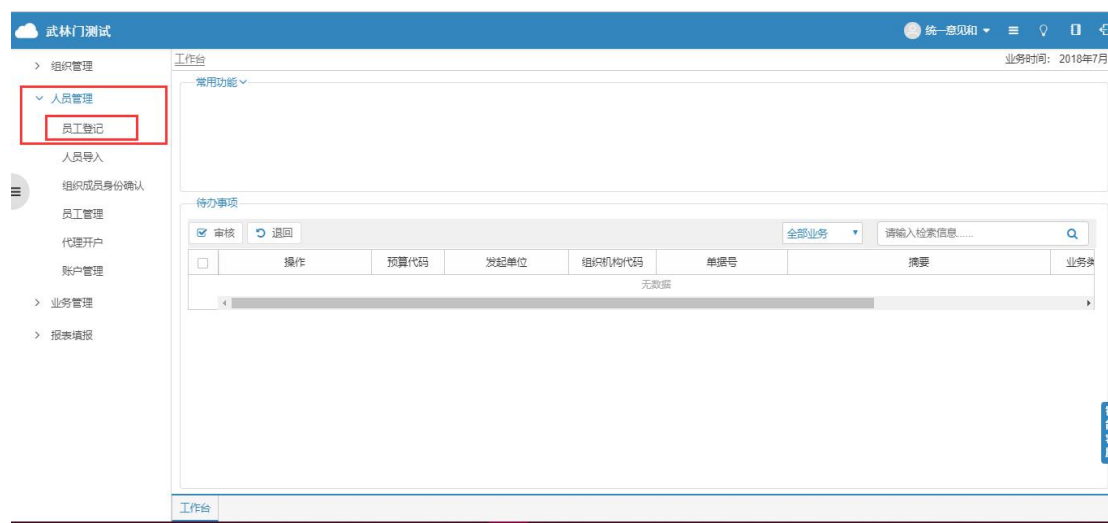 武林门测试
统一意见和
组织管理
人员管理
员工登记
人员导入
组织成员身份确认
员工管理
代理开户
账户管理
业务管理
报表填报
工作台
业务时间: 2018年7月
常用功能
待办事项
审核 退回 全部业务 请输入检索信息......
操作 预算代码 发起单位 组织机构代码 单据号 摘要 业务类
无数据
工作台